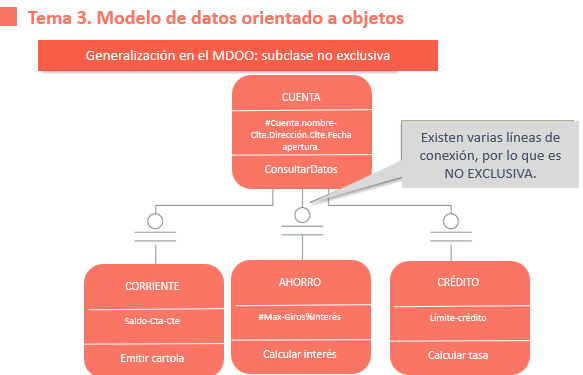 Tema 3. Modelo de datos orientado a objetos
Generalización en el MDOO: subclase no exclusiva
CUENTA
#Cuenta.nombre-
Clte.Dirección.Clte.Fecha
apertura.
ConsultarDatos
Existen varias líneas de
conexión, por lo que es
NO EXCLUSIVA.
CORRIENTE
Saldo-Cta-Cte
Emitir cartola
AHORRO
#Max-Giros%Interés
Calcular interés
CRÉDITO
Límite-crédito
Calcular tasa